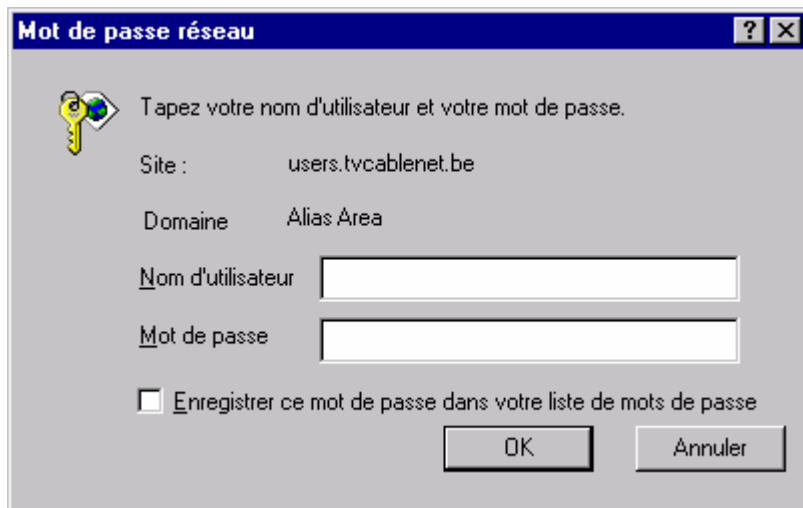 Mot de passe réseau
Tapez votre nom d'utilisateur et votre mot de passe.
Site : users.tvcablenet.be
Domaine Alias Area
Nom d'utilisateur
Mot de passe
Enregistrer ce mot de passe dans votre liste de mots de passe
OK Annuler